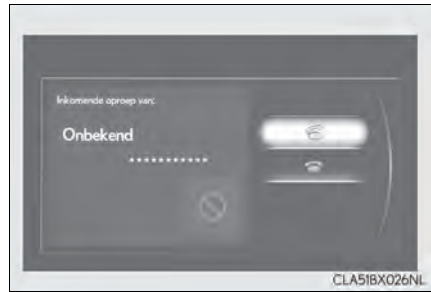 Inkomende oproep van:
Onbekend
***********
CLA51BX026NL